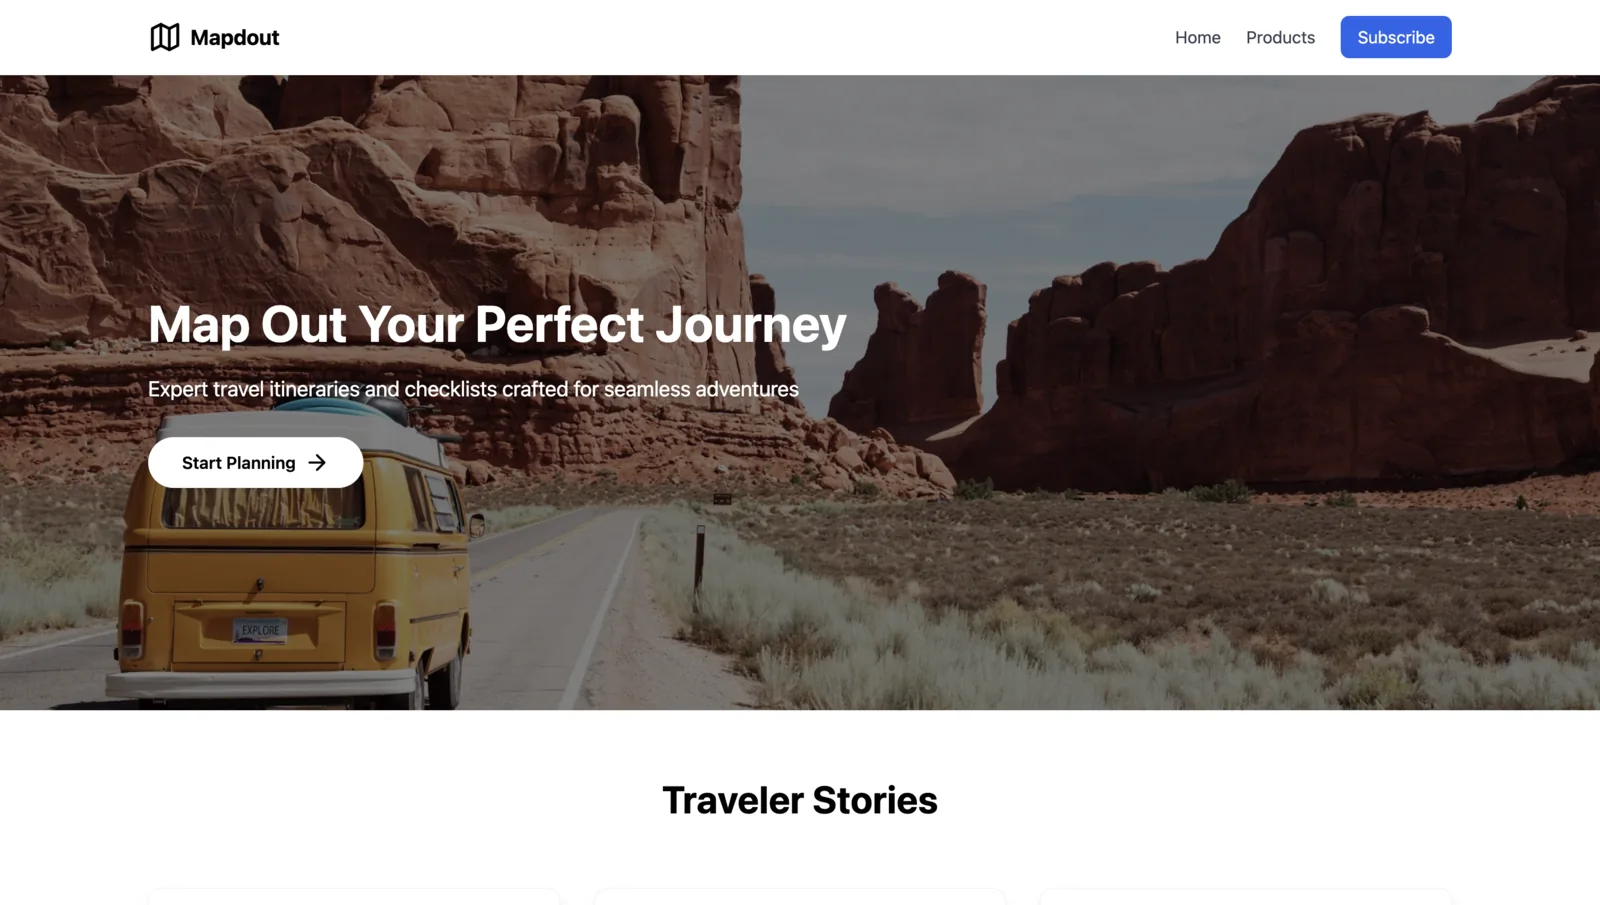 Mapdout
Home
Products
Subscribe
Map Out Your Perfect Journey
Expert travel itineraries and checklists crafted for seamless adventures
Start Planning
EXPLORE
Traveler Stories